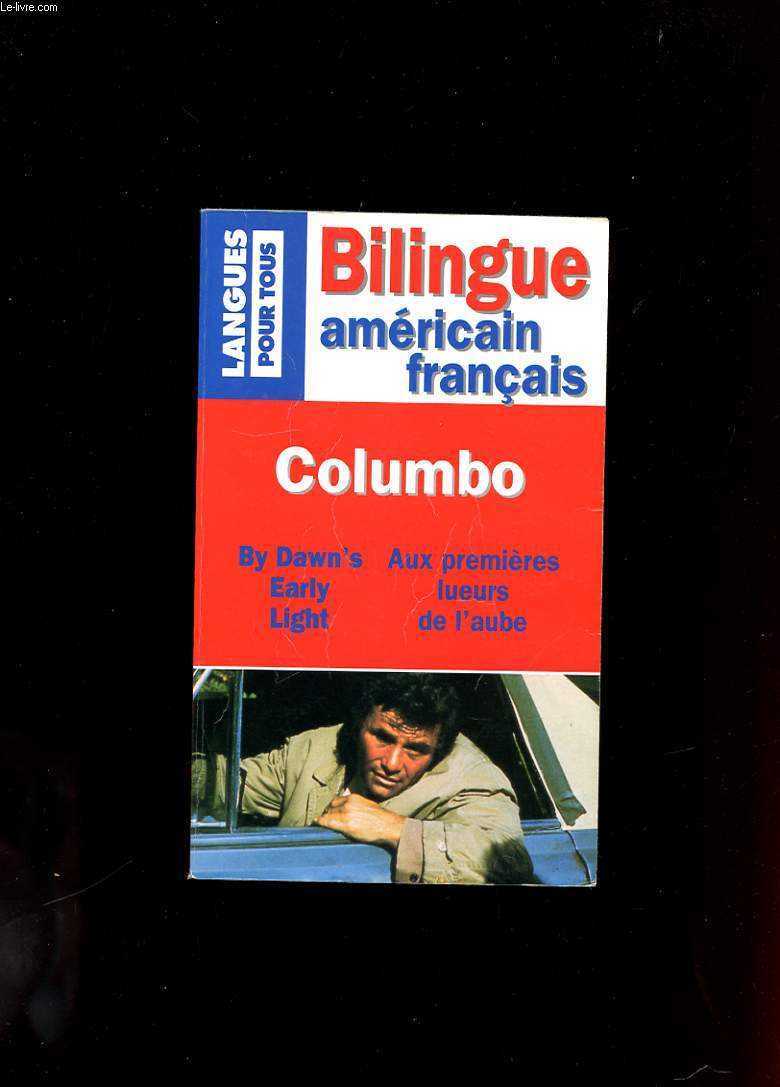 Le-livre.com
LANGUES
POUR TOUS
Bilingue
américain
français
Columbo
By Dawn's
Early
Light
Aux premières
lueurs
de l'aube